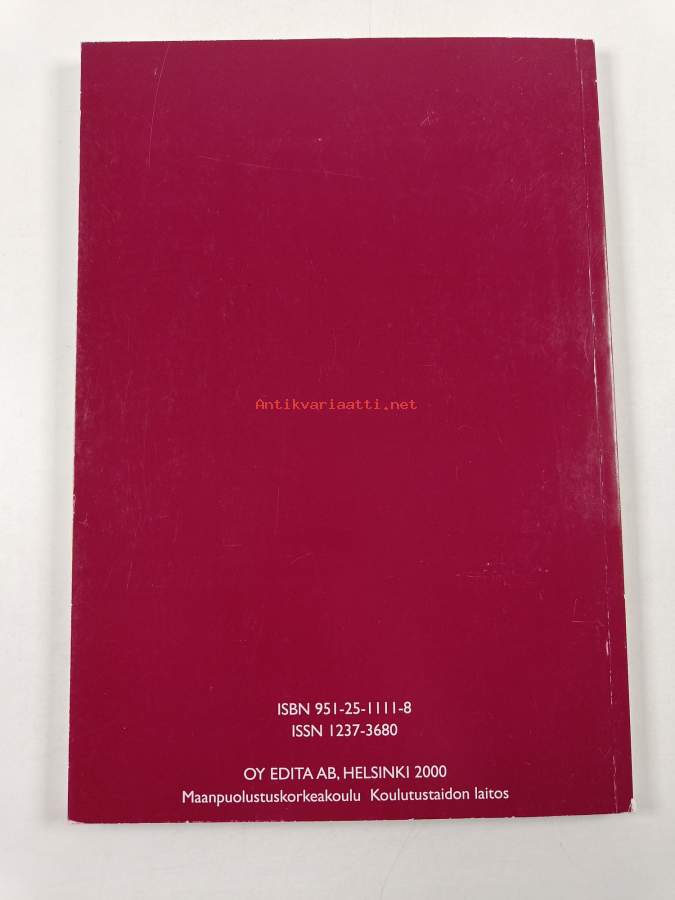 Antikvariaatti.net
ISBN 951-25-1111-8
ISSN 1237-3680
OY EDITA AB, HELSINKI 2000
Maanpuolustuskorkeakoulu Koulutustaidon laitos